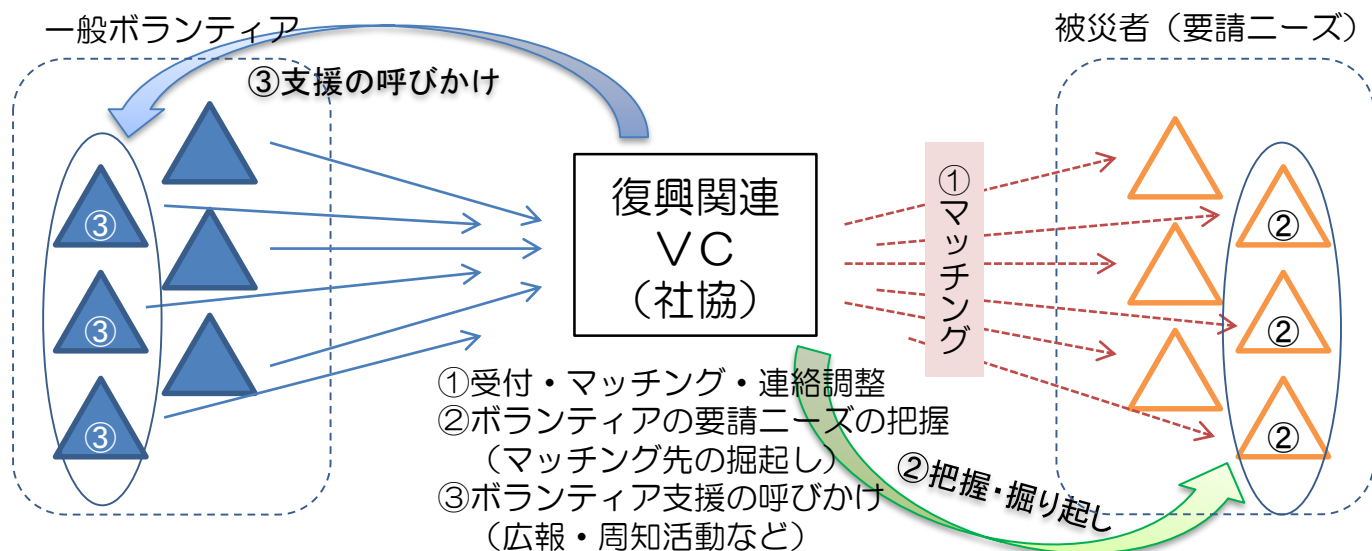 一般ボランティア
被災者（要請ニーズ）
③支援の呼びかけ
③
③
③
復興関連
ＶＣ
（社協）
①マッチング
②
②
②
①受付・マッチング・連絡調整
②ボランティアの要請ニーズの把握
（マッチング先の掘起し）
③ボランティア支援の呼びかけ
（広報・周知活動など）
②把握・掘り起し